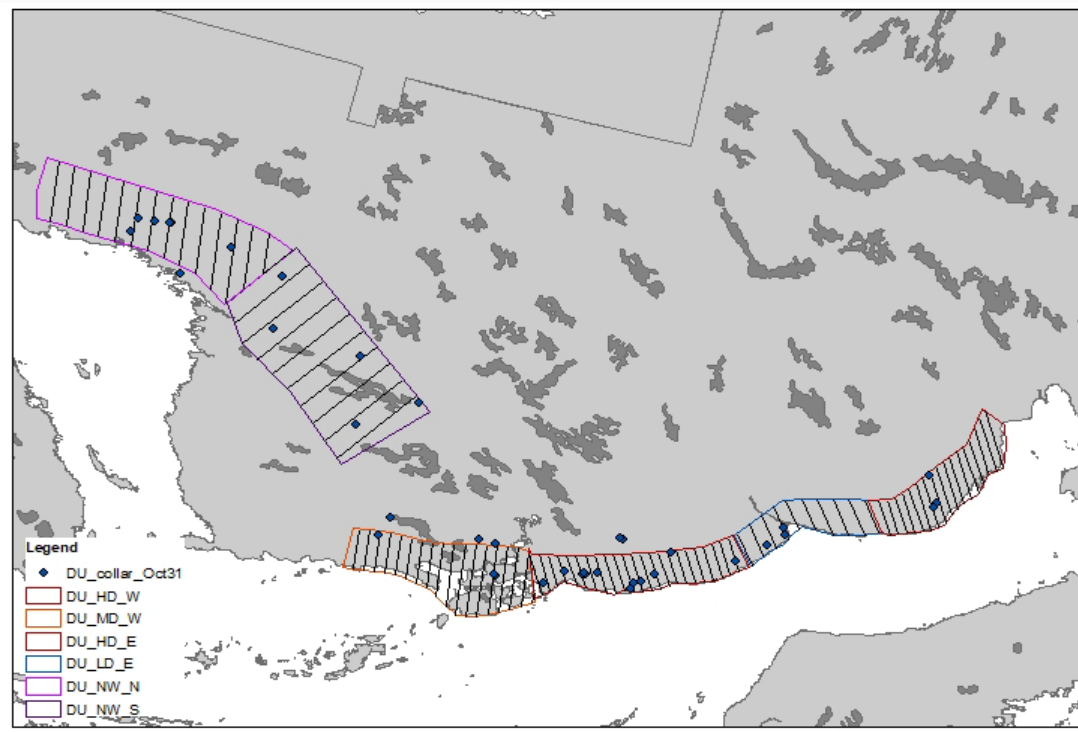 Legend
DU_collar_Oct31
DU_HD_W
DU_MD_W
DU_HD_E
DU_LD_E
DU_NW_N
DU_NW_S